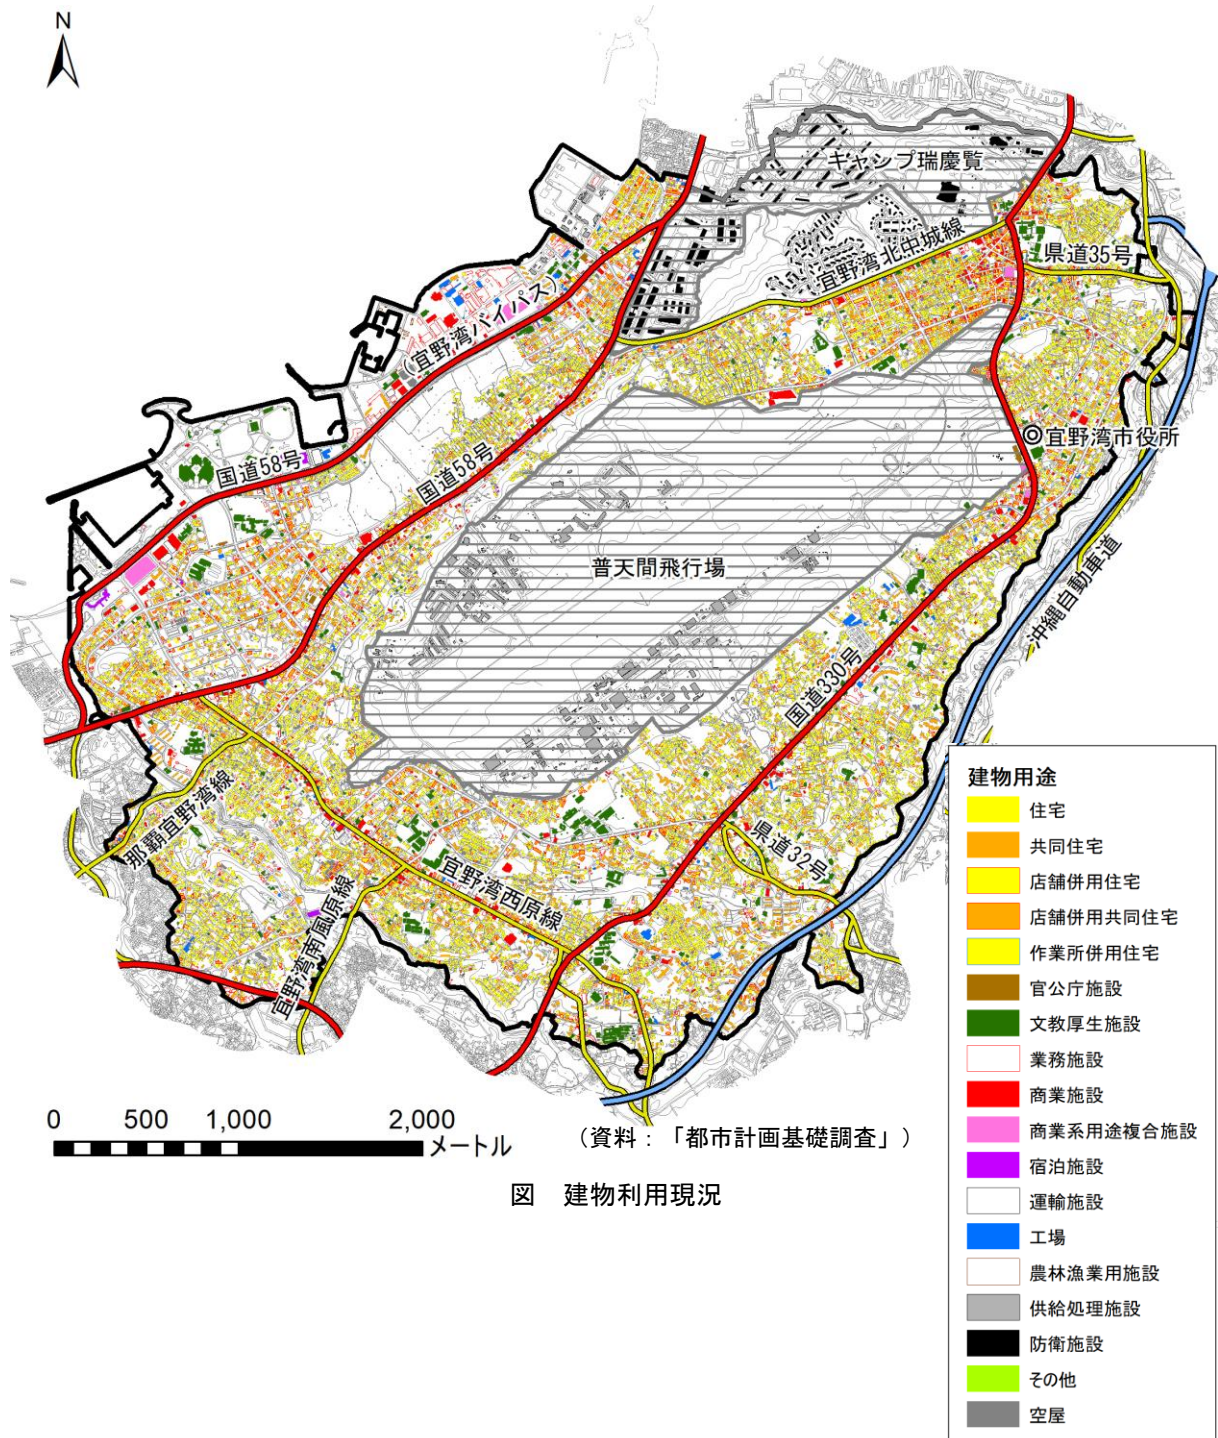 N
キャンプ瑞慶覧
宜野湾北中城線
県道35号
(宜野湾バイパス)
宜野湾市役所
国道58号
国道58号
普天間飛行場
沖縄自動車道
国道330号
那覇宜野湾線
県道32号
宜野湾西原線
宜野湾南風原線
建物用途
住宅
共同住宅
店舗併用住宅
店舗併用共同住宅
作業所併用住宅
官公庁施設
文教厚生施設
業務施設
商業施設
商業系用途複合施設
宿泊施設
運輸施設
工場
農林漁業用施設
供給処理施設
防衛施設
その他
空屋
0 500 1,000 2,000
メートル
(資料:「都市計画基礎調査」)
図 建物利用現況